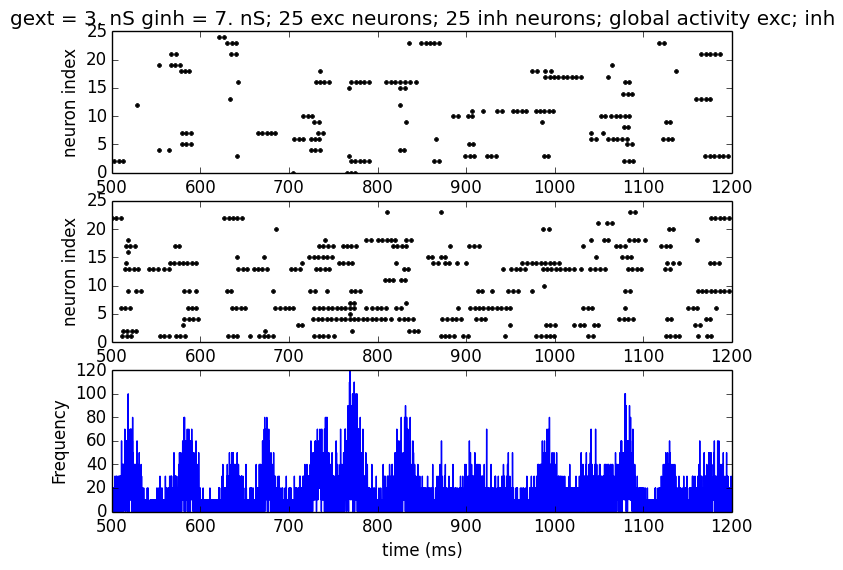 gext = 3. nS ginh = 7. nS; 25 exc neurons; 25 inh neurons; global activity exc; inh
25
20
15
10
5
0
neuron index
500 600 700 800 900 1000 1100 1200
25
20
15
10
5
0
neuron index
500 600 700 800 900 1000 1100 1200
120
100
80
60
40
20
0
Frequency
500 600 700 800 900 1000 1100 1200
time (ms)